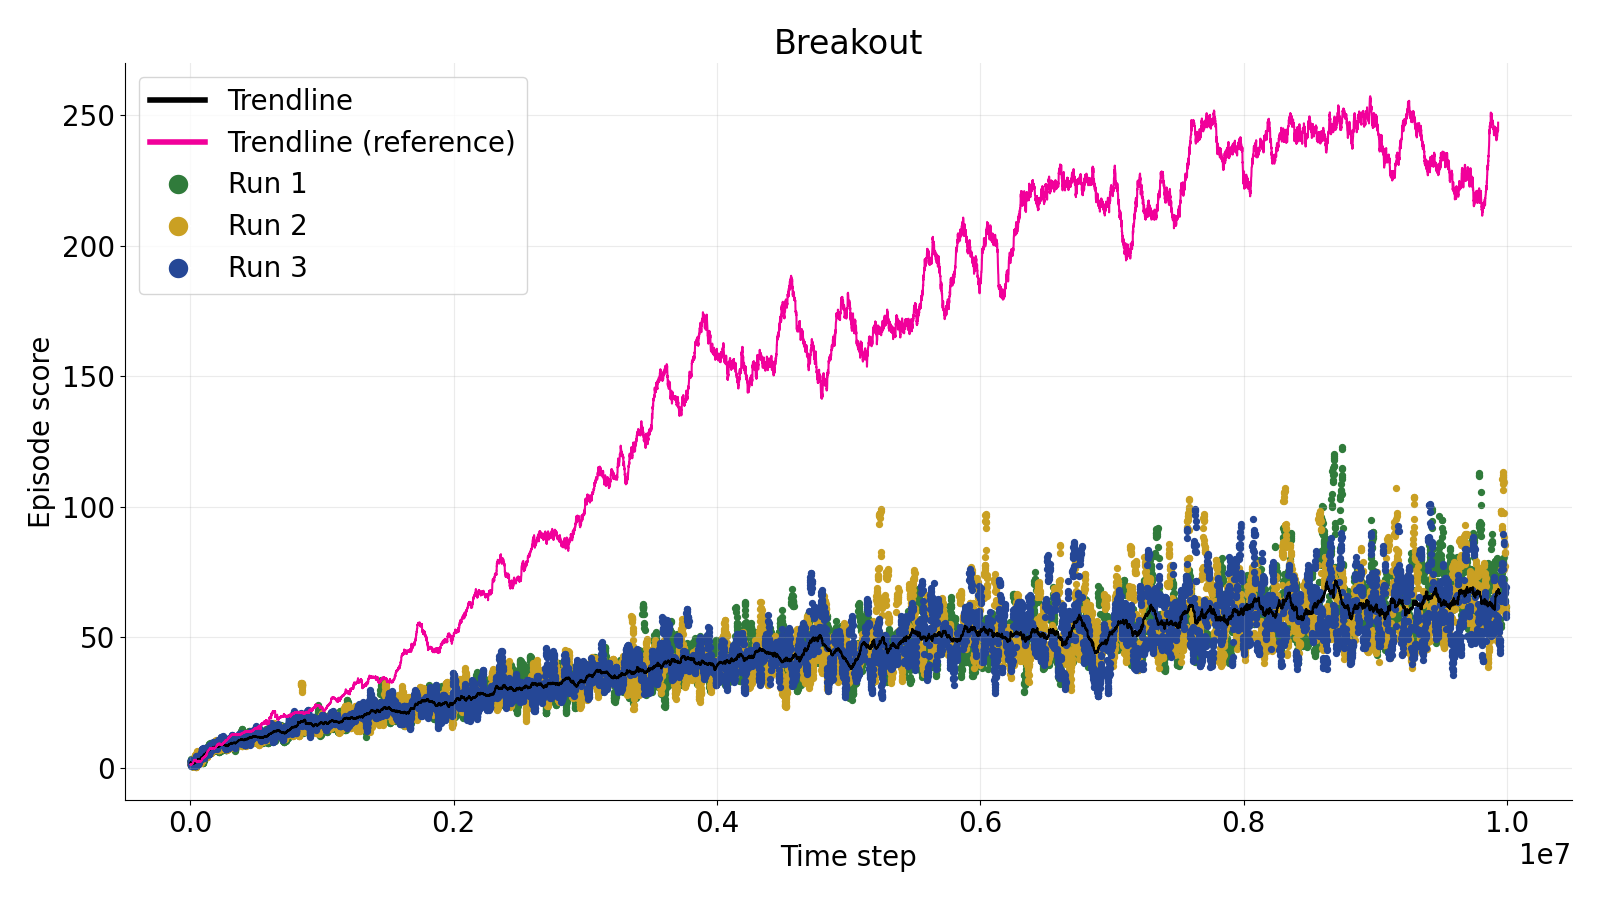 Breakout
Trendline
Trendline (reference)
Run 1
Run 2
Run 3
Episode score
250
200
150
100
50
0
0.0 0.2 0.4 0.6 0.8 1.0
1e7
Time step